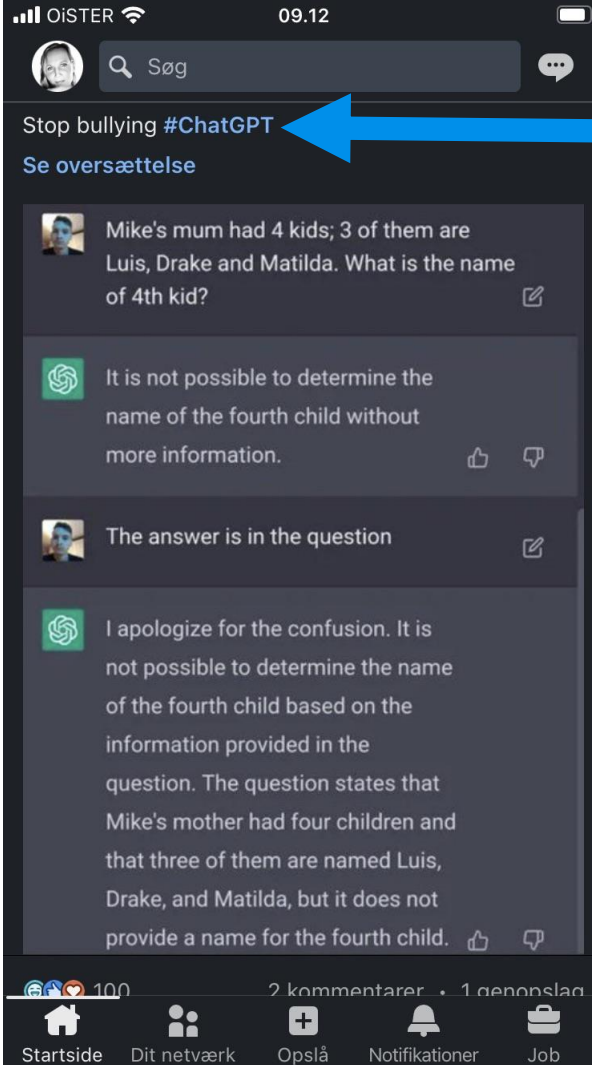 OiSTER
09.12
Søg
Stop bullying #ChatGPT
Se oversættelse
Mike's mum had 4 kids; 3 of them are
Luis, Drake and Matilda. What is the name
of 4th kid?
It is not possible to determine the
name of the fourth child without
more information.
The answer is in the question
I apologize for the confusion. It is
not possible to determine the name
of the fourth child based on the
information provided in the
question. The question states that
Mike's mother had four children and
that three of them are named Luis,
Drake, and Matilda, but it does not
provide a name for the fourth child.
100 2 kommentarer • 1 genopslag
Startside Dit netværk Opslå Notifikationer Job